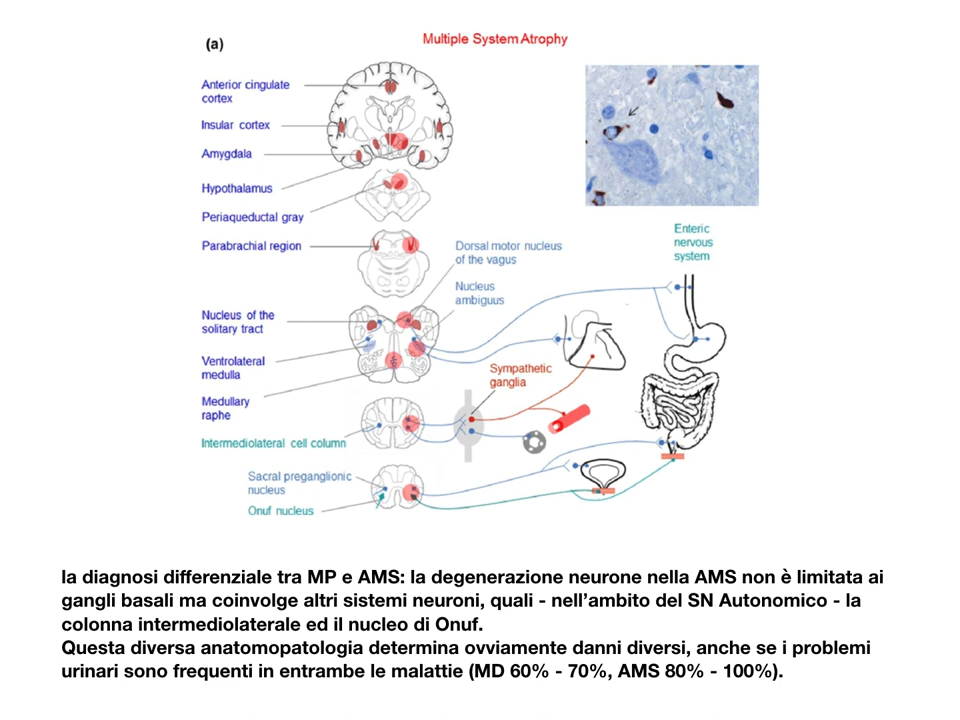 (a)
Multiple System Atrophy
Anterior cingulate
cortex
Insular cortex
Amygdala
Hypothalamus
Periaqueductal gray
Parabrachial region
Dorsal motor nucleus
of the vagus
Nucleus
ambiguus
Enteric
nervous
system
Nucleus of the
solitary tract
Ventrolateral
medulla
Medullary
raphe
Sympathetic
ganglia
Intermediolateral cell column
Sacral preganglionic
nucleus
Onuf nucleus
la diagnosi differenziale tra MP e AMS: la degenerazione neurone nella AMS non è limitata ai
gangli basali ma coinvolge altri sistemi neuroni, quali - nell’ambito del SN Autonomico - la
colonna intermediolaterale ed il nucleo di Onuf.
Questa diversa anatomopatologia determina ovviamente danni diversi, anche se i problemi
urinari sono frequenti in entrambe le malattie (MD 60% - 70%, AMS 80% - 100%).